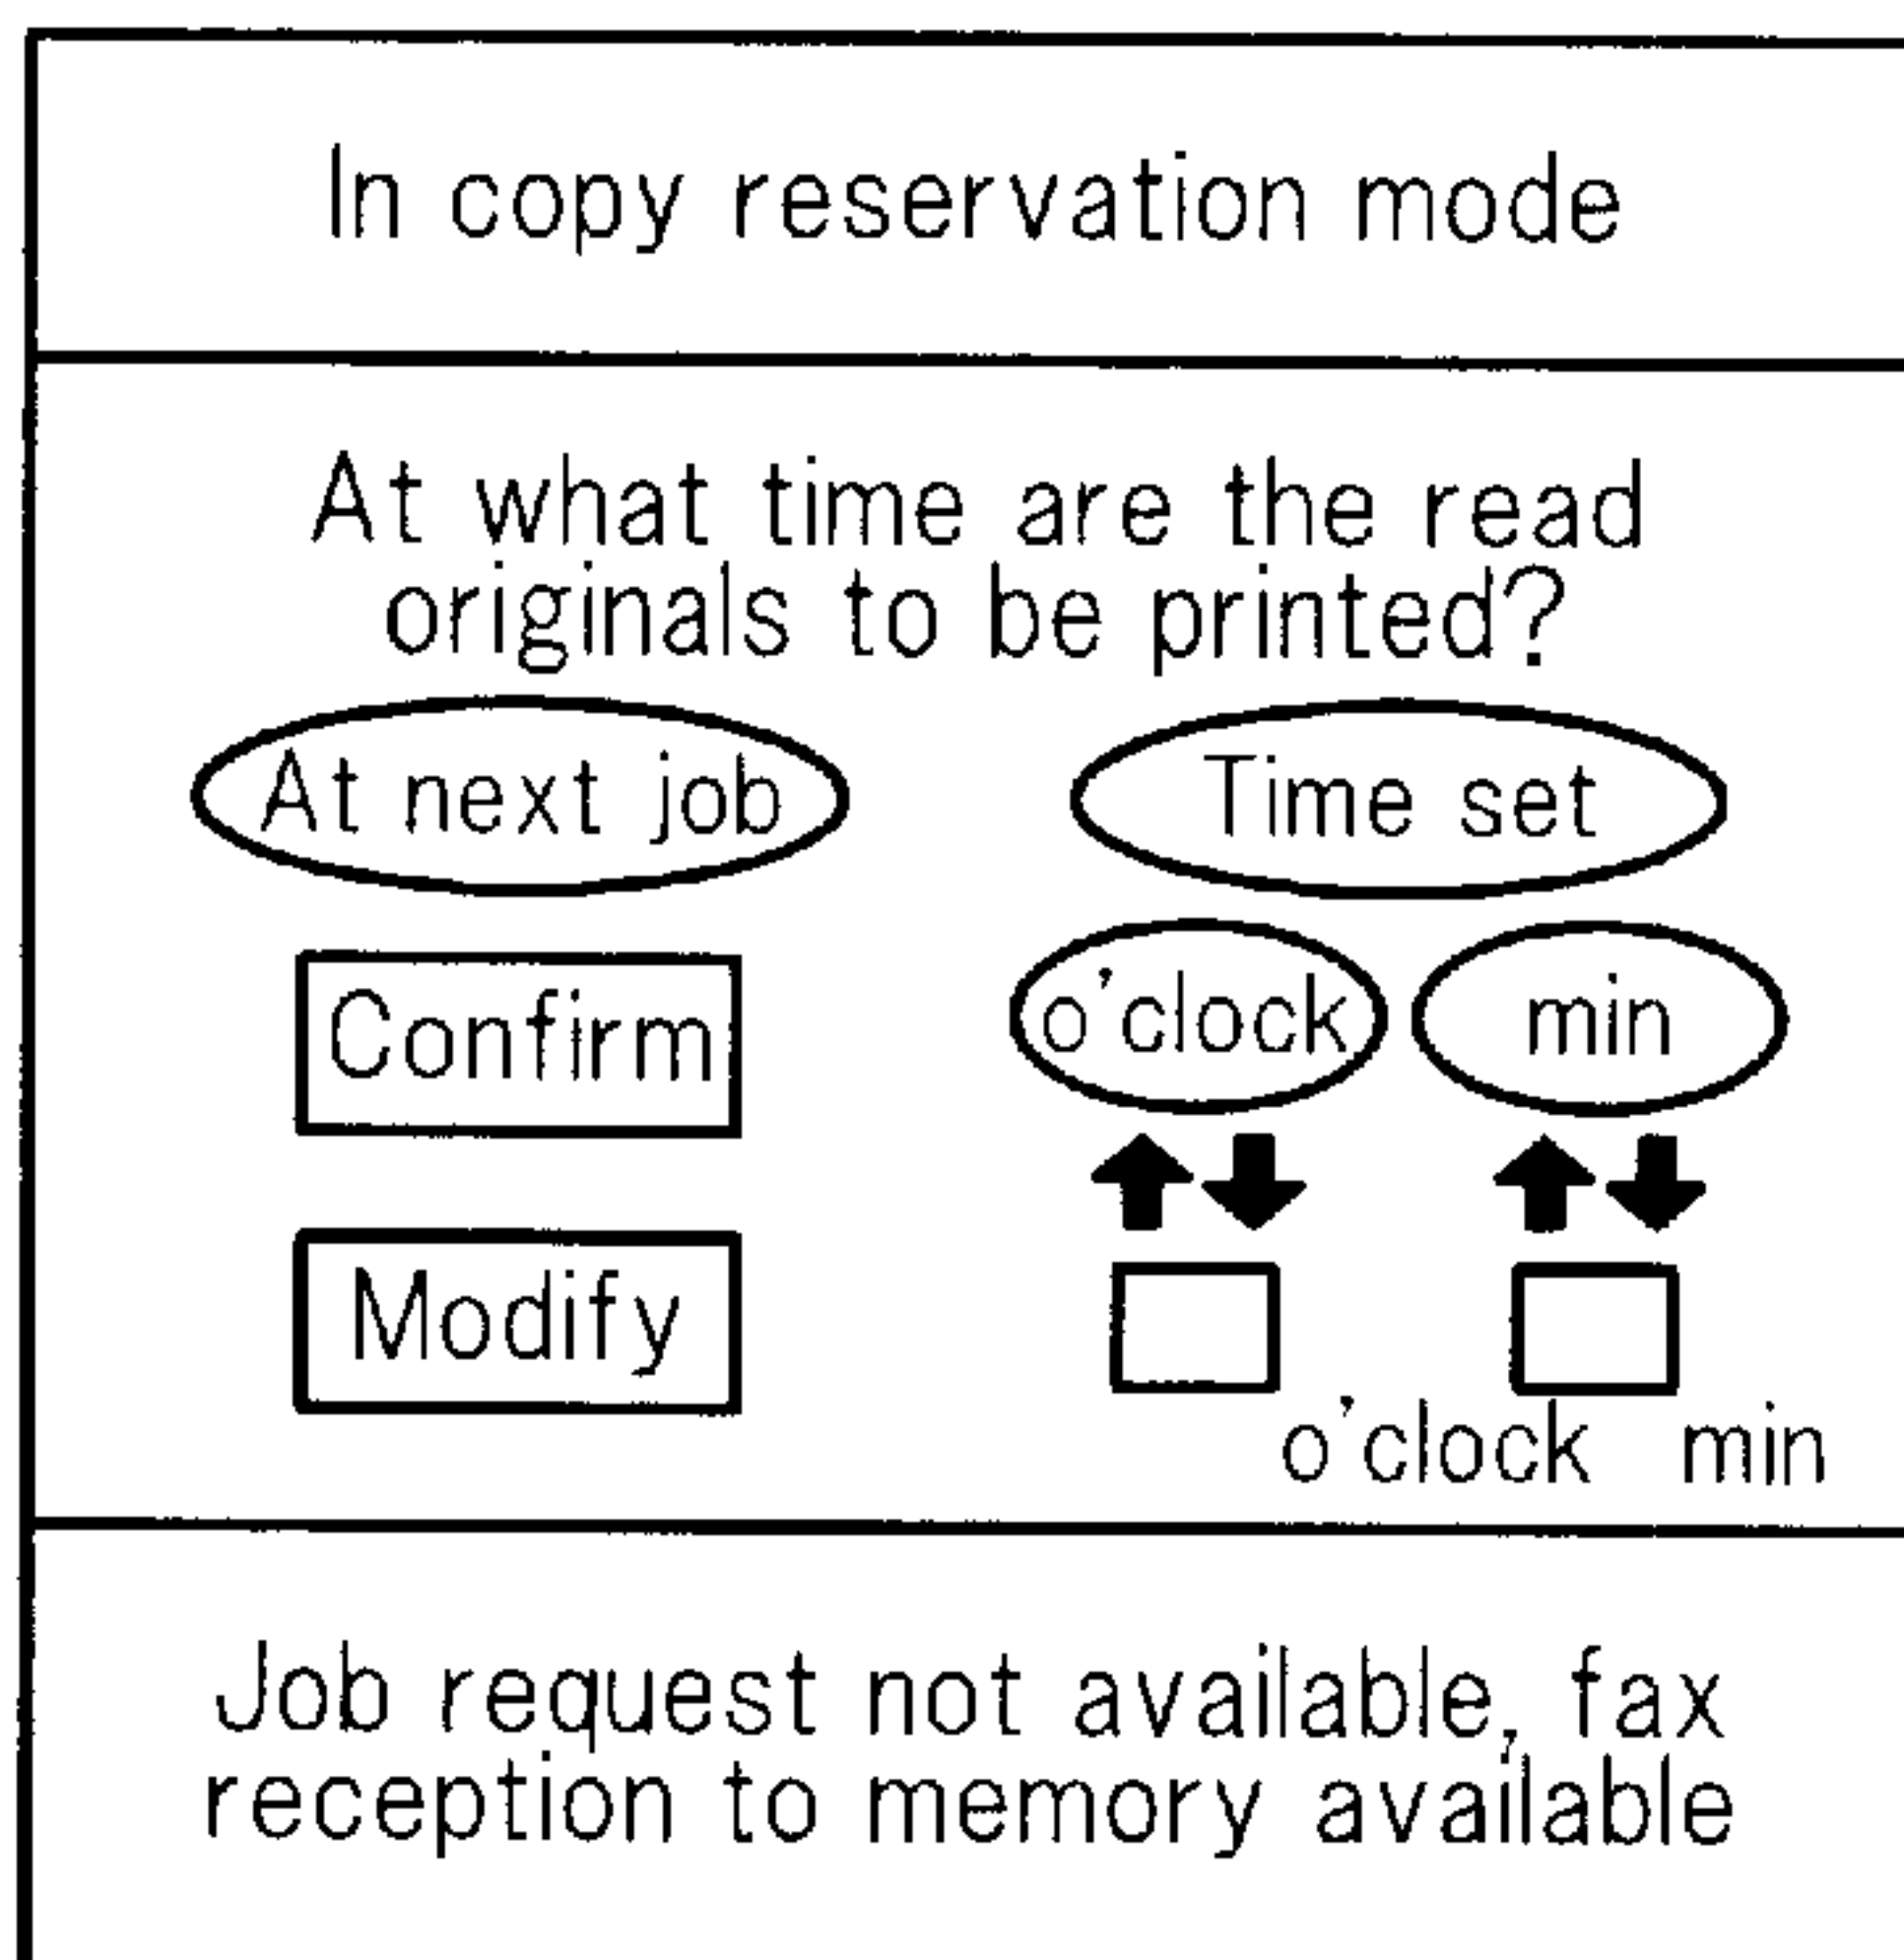 In copy reservation mode
At what time are the read
originals to be printed?
At next job
Time set
Confirm
o'clock
min
Modify
o'clock
min
Job request not available, fax
reception to memory available